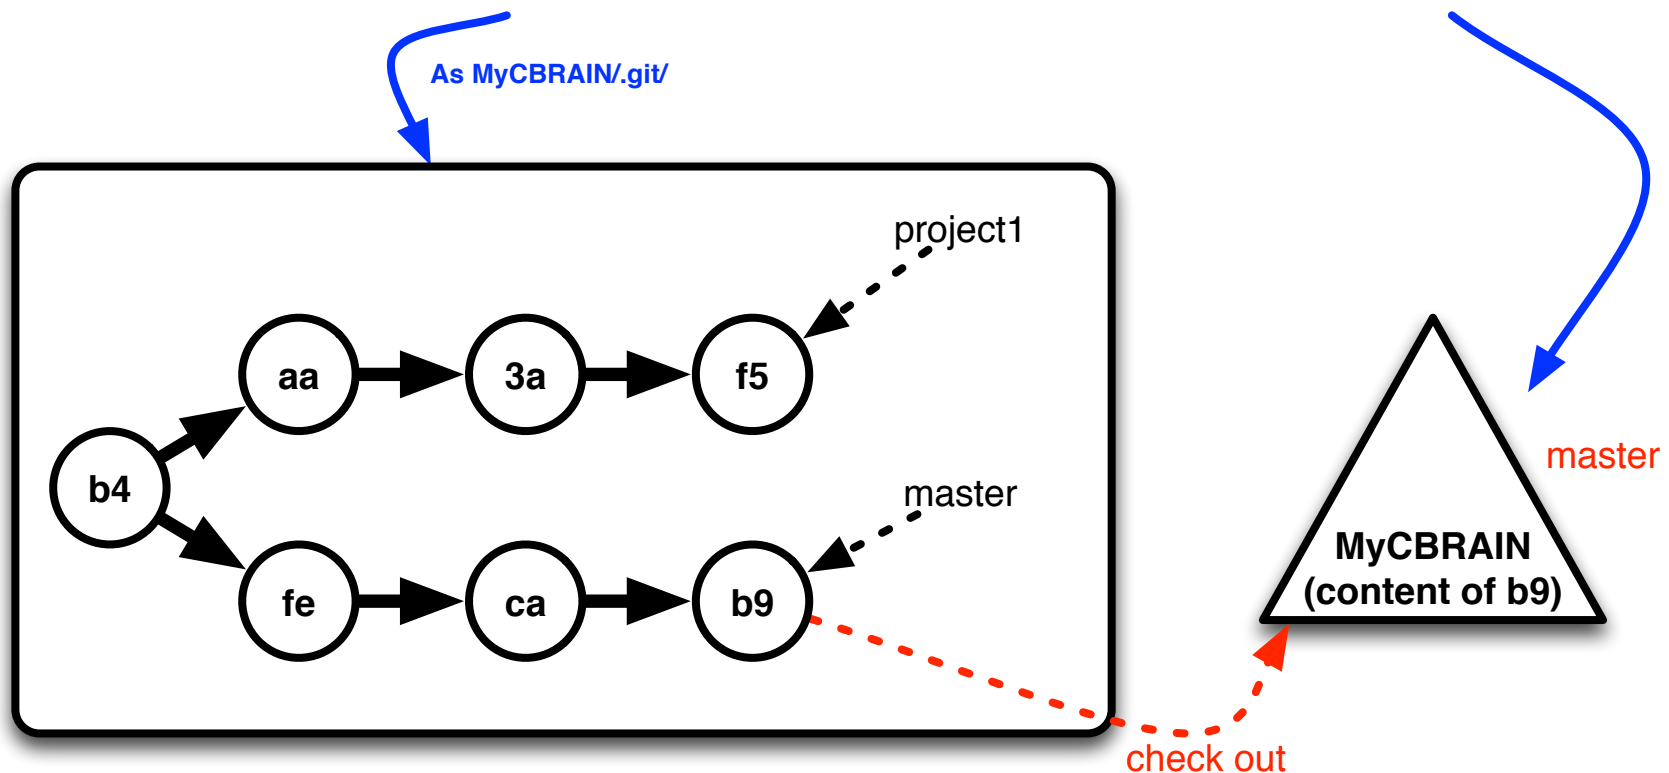 As MyCBRAIN/.git/
project1
aa
3a
f5
b4
master
master
MyCBRAIN
(content of b9)
fe
ca
b9
check out